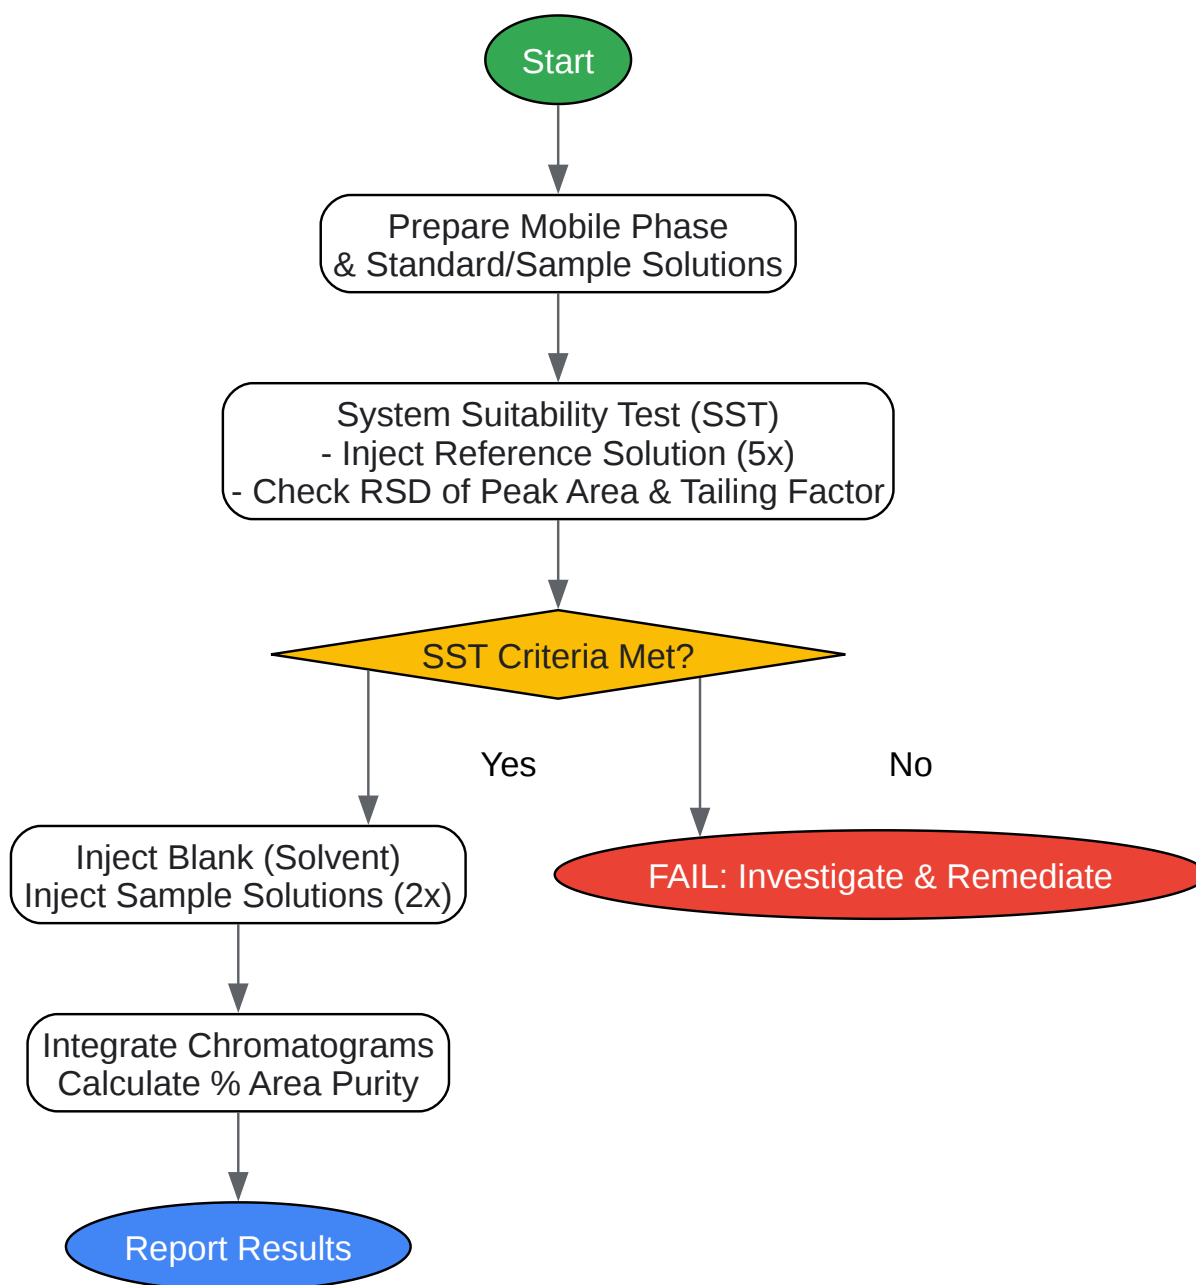 Start
Prepare Mobile Phase
& Standard/Sample Solutions
System Suitability Test (SST)
- Inject Reference Solution (5x)
- Check RSD of Peak Area & Tailing Factor
SST Criteria Met?
Yes
No
Inject Blank (Solvent)
Inject Sample Solutions (2x)
FAIL: Investigate & Remediate
Integrate Chromatograms
Calculate % Area Purity
Report Results